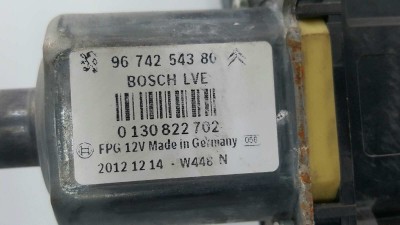 96 742 543 80
BOSCH LVE
0 130 822 702
FPG 12V Made in Germany 050
2012 12 14 - W448 N